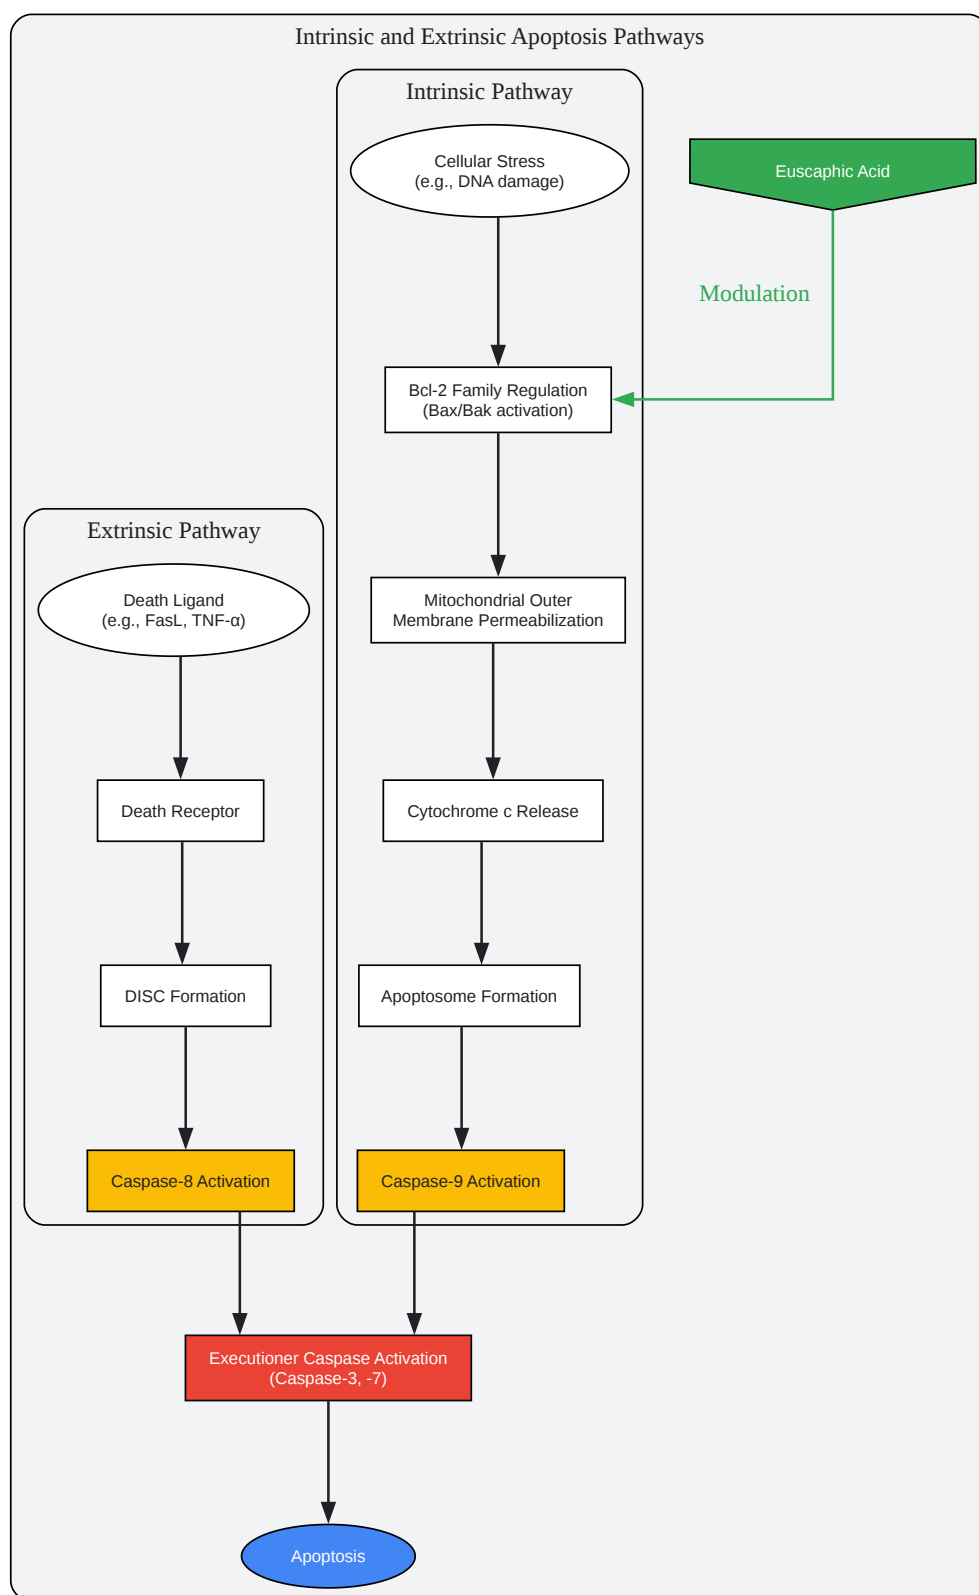 Intrinsic and Extrinsic Apoptosis Pathways
Intrinsic Pathway
Cellular Stress
(e.g., DNA damage)
Euscaphic Acid
Modulation
Bcl-2 Family Regulation
(Bax/Bak activation)
Mitochondrial Outer
Membrane Permeabilization
Cytochrome c Release
Apoptosome Formation
Caspase-9 Activation
Extrinsic Pathway
Death Ligand
(e.g., FasL, TNF-α)
Death Receptor
DISC Formation
Caspase-8 Activation
Executioner Caspase Activation
(Caspase-3, -7)
Apoptosis